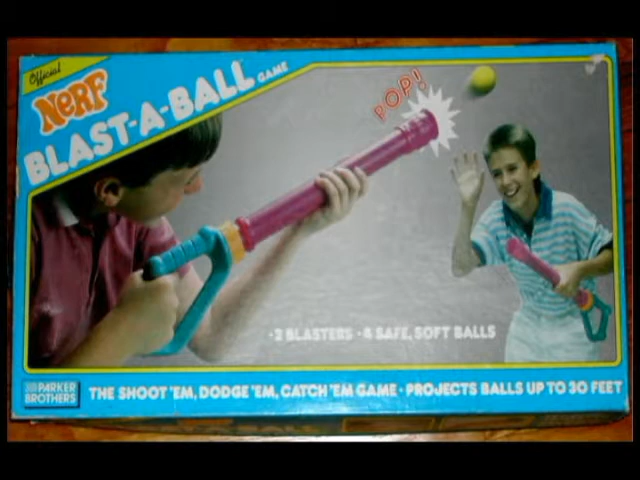 Official
NERF
BLAST-A-BALL GAME
POP!
· 2 BLASTERS · 4 SAFE, SOFT BALLS
PARKER
BROTHERS
THE SHOOT 'EM, DODGE 'EM, CATCH 'EM GAME · PROJECTS BALLS UP TO 30 FEET